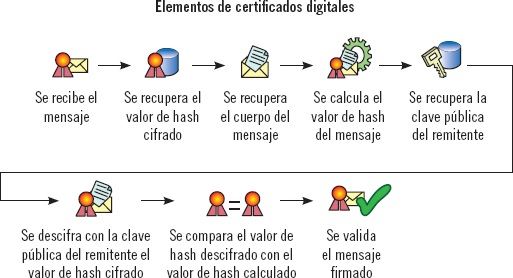 Elementos de certificados digitales
Se recibe el
mensaje
Se recupera el
valor de hash
cifrado
Se recupera
el cuerpo del
mensaje
Se calcula el
valor de hash
del mensaje
Se recupera la
clave pública
del remitente
Se descifra con la clave
pública del remitente el
valor de hash cifrado
Se compara el valor de
hash descifrado con el
valor de hash calculado
Se valida
el mensaje
firmado